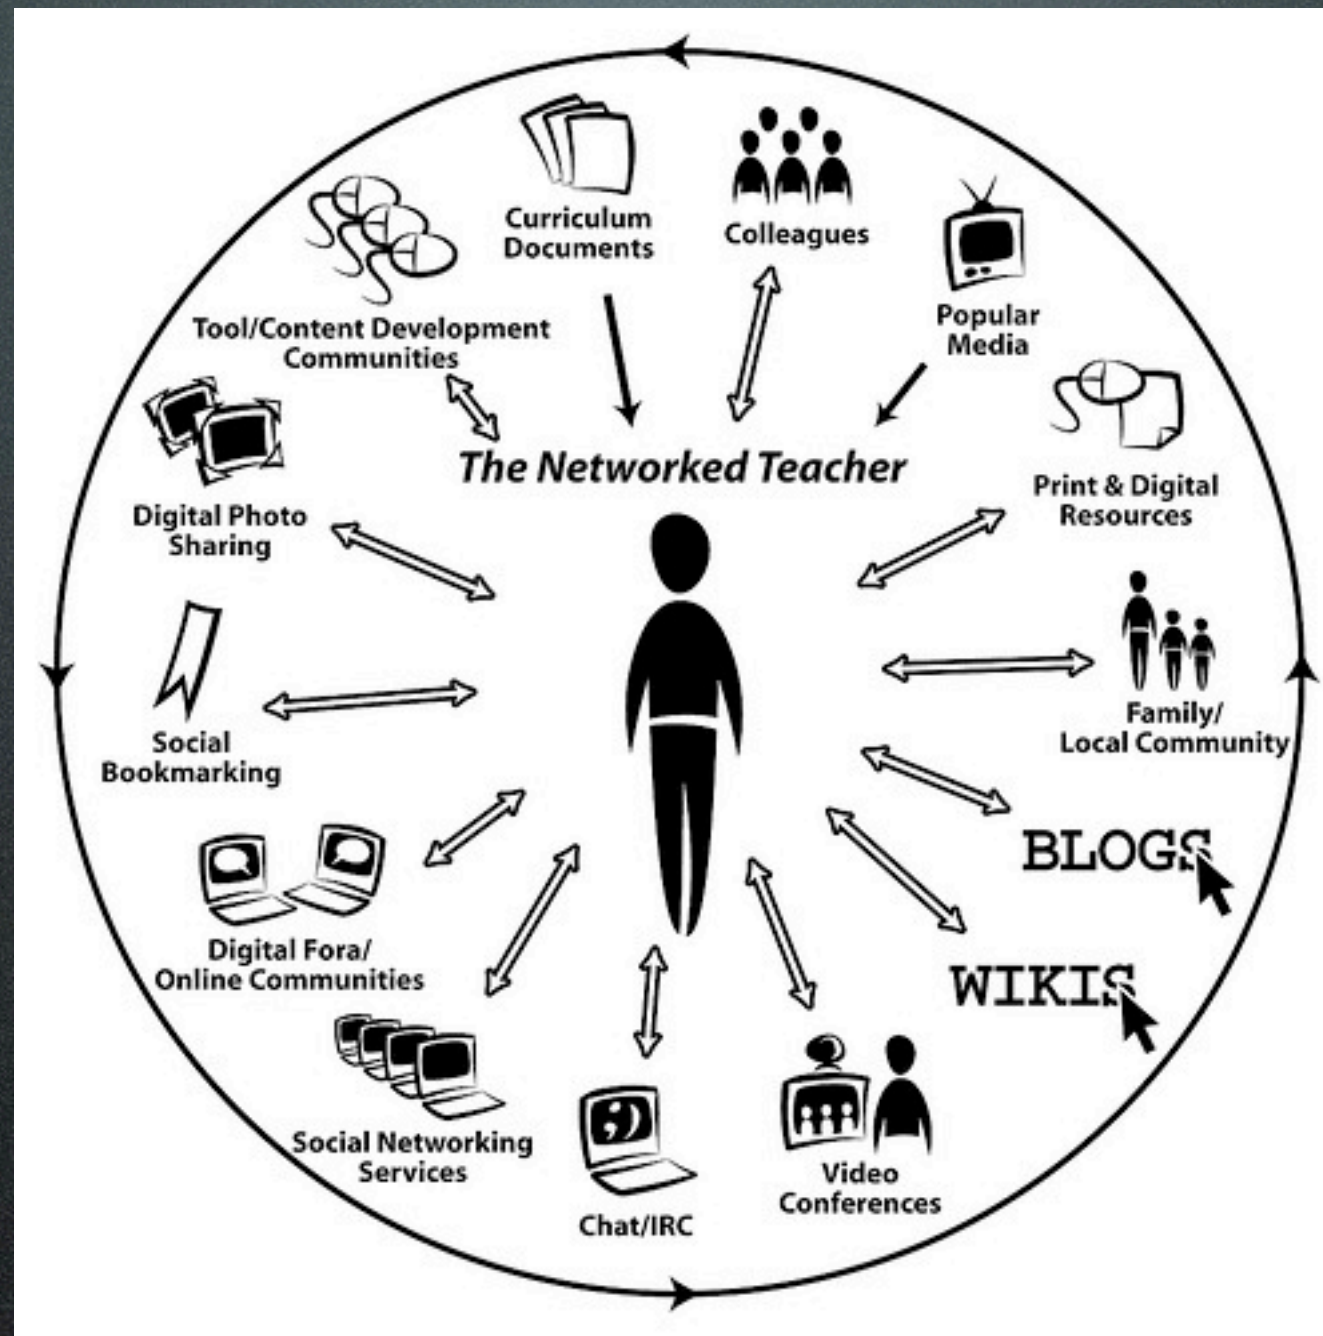 Curriculum
Documents
Colleagues
Popular
Media
Tool/Content Development
Communities
The Networked Teacher
Print & Digital
Resources
Digital Photo
Sharing
Family/
Local Community
Social
Bookmarking
BLOGS
Digital Fora/
Online Communities
WIKIS
Social Networking
Services
Video
Conferences
;)
Chat/IRC